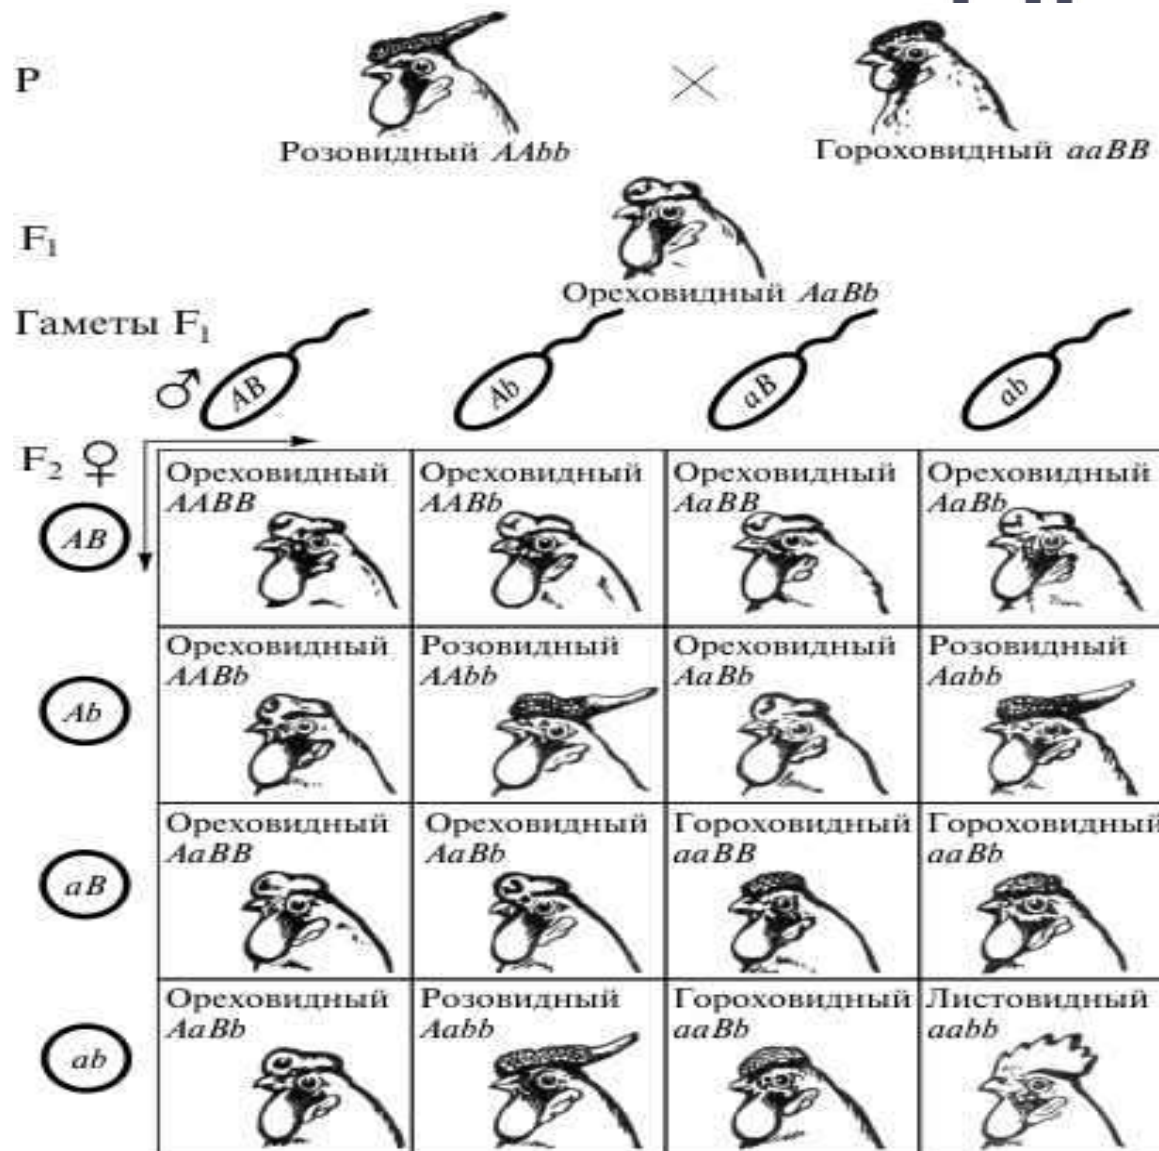 P
Розовидный AAbb
Гороховидный aaBB
F₁
Ореховидный AaBb
Гаметы F₁
♂ AB
Ab
aB
ab
F₂ ♀
AB
Ореховидный
AABB
Ореховидный
AABb
Ореховидный
AaBB
Ореховидный
AaBb
Ab
Ореховидный
AABb
Розовидный
AAbb
Ореховидный
AaBb
Розовидный
Aabb
aB
Ореховидный
AaBB
Ореховидный
AaBb
Гороховидный
aaBB
Гороховидный
aaBb
ab
Ореховидный
AaBb
Розовидный
Aabb
Гороховидный
aaBb
Листовидный
aabb